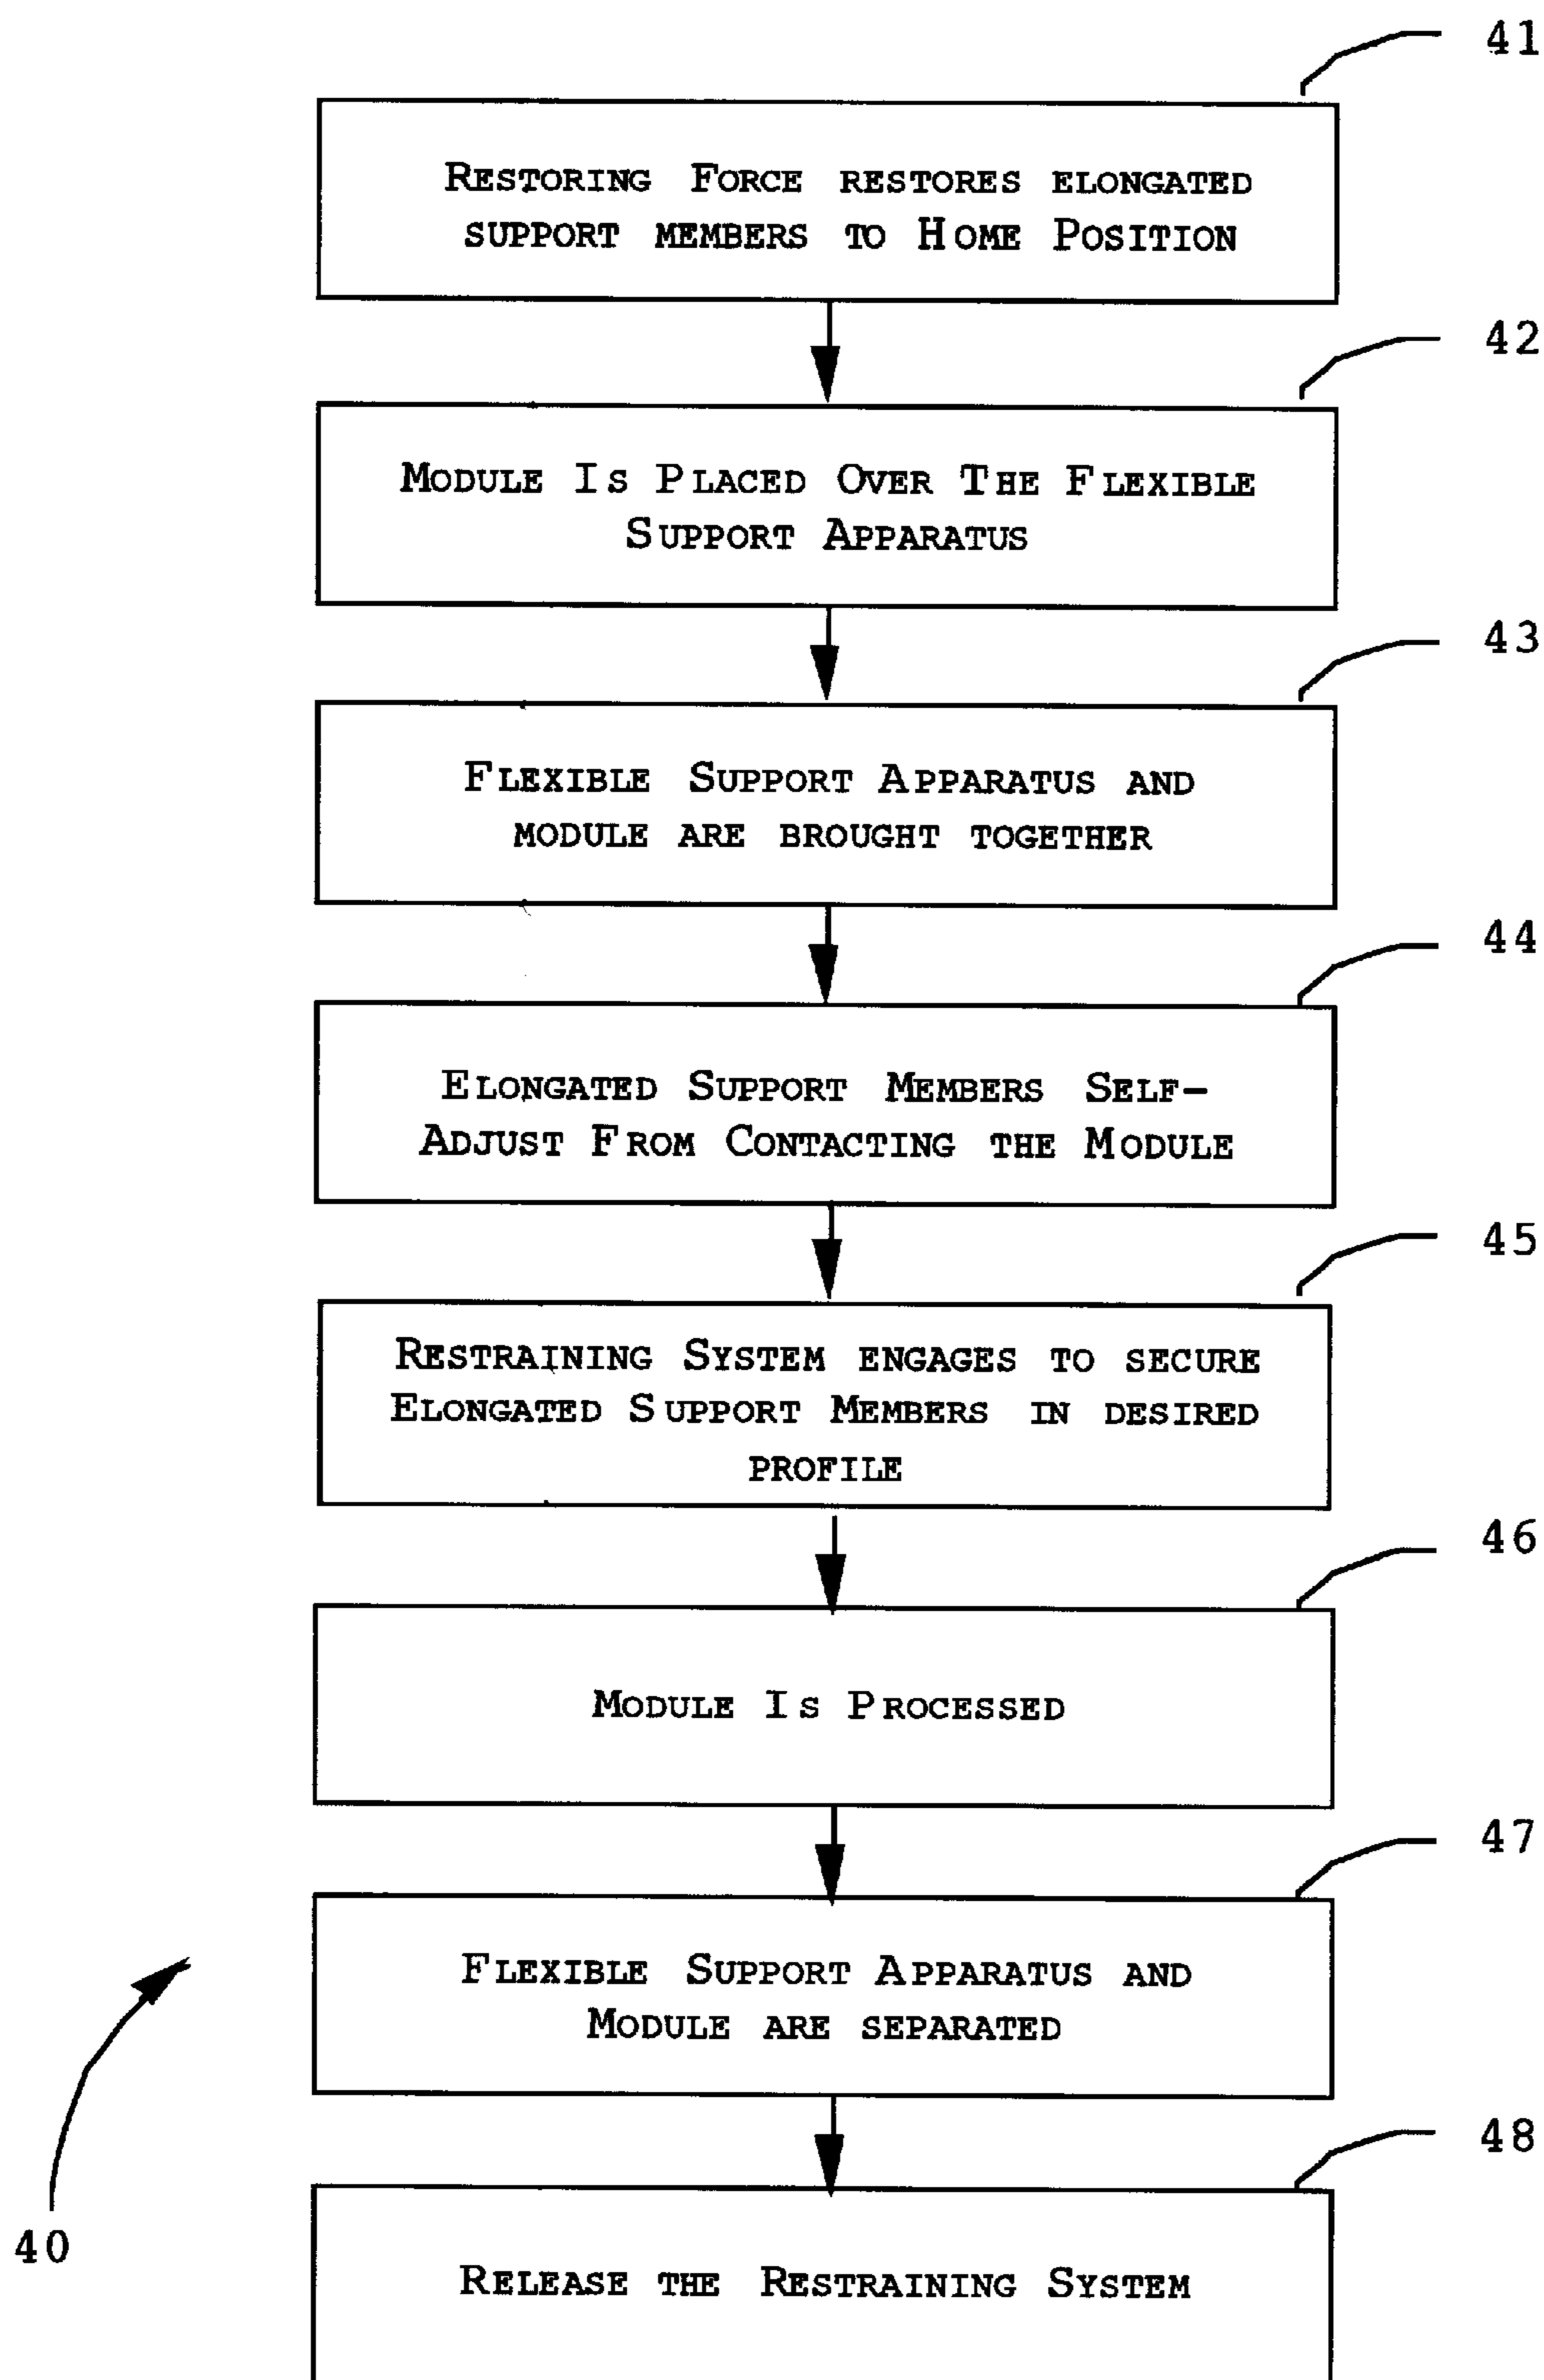 41
RESTORING FORCE RESTORES ELONGATED
SUPPORT MEMBERS TO HOME POSITION
42
MODULE IS PLACED OVER THE FLEXIBLE
SUPPORT APPARATUS
43
FLEXIBLE SUPPORT APPARATUS AND
MODULE ARE BROUGHT TOGETHER
44
ELONGATED SUPPORT MEMBERS SELF-
ADJUST FROM CONTACTING THE MODULE
45
RESTRAINING SYSTEM ENGAGES TO SECURE
ELONGATED SUPPORT MEMBERS IN DESIRED
PROFILE
46
MODULE IS PROCESSED
47
FLEXIBLE SUPPORT APPARATUS AND
MODULE ARE SEPARATED
48
40
RELEASE THE RESTRAINING SYSTEM